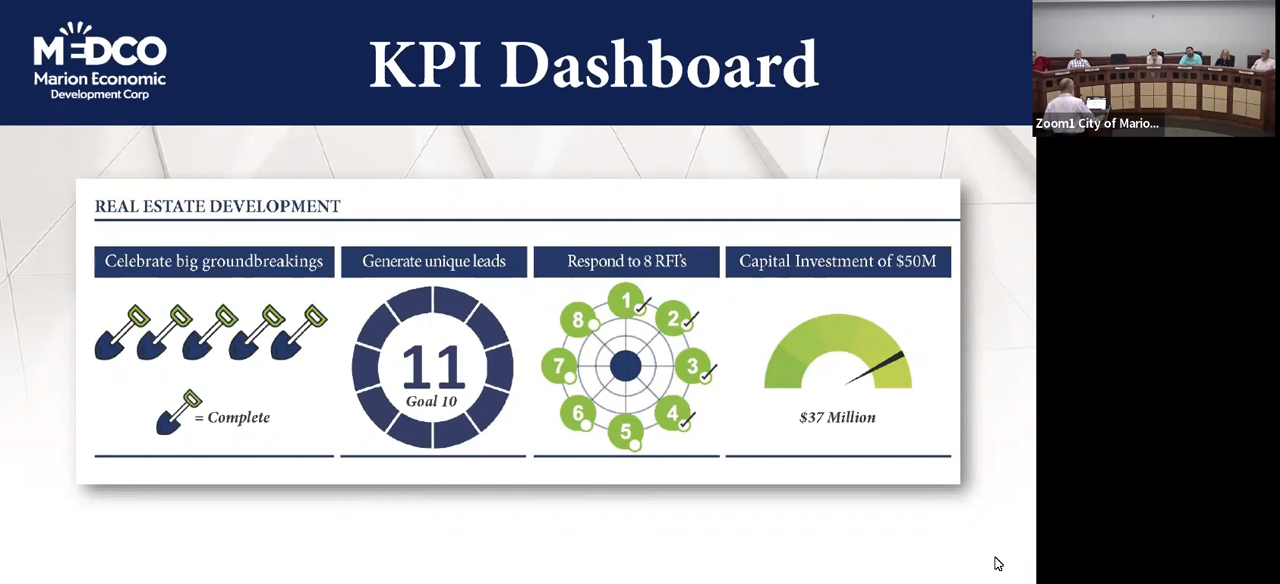 MEDCO
Marion Economic
Development Corp
KPI Dashboard
Zoom1 City of Mario...
REAL ESTATE DEVELOPMENT
Celebrate big groundbreakings
Generate unique leads
Respond to 8 RFI's
Capital Investment of $50M
= Complete
11
Goal 10
1
2
3
4
5
6
7
8
$37 Million